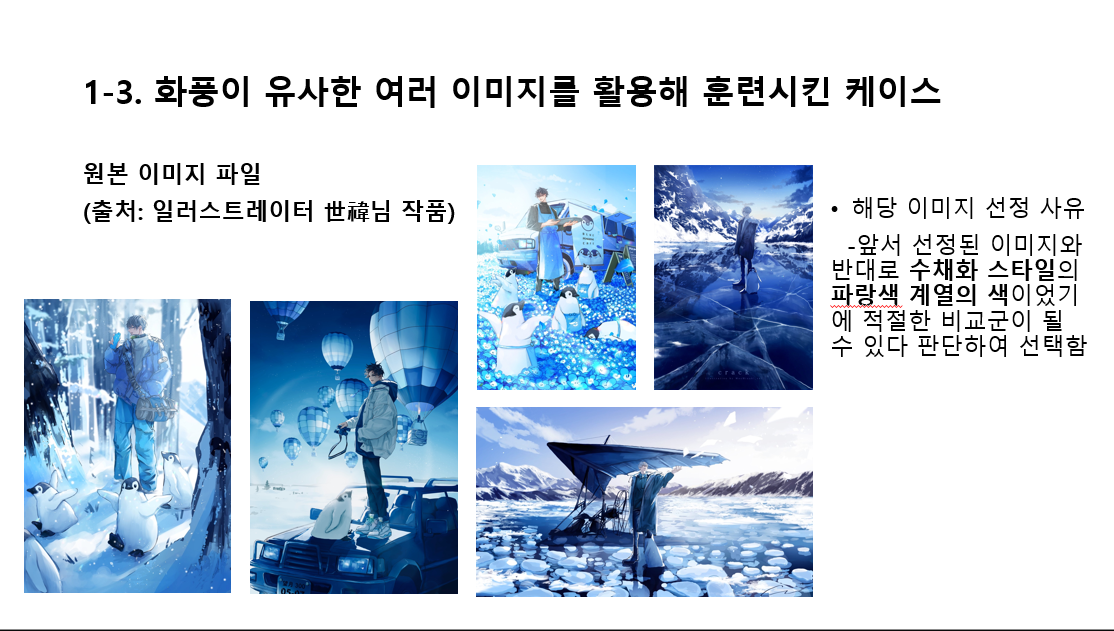 1-3. 화풍이 유사한 여러 이미지를 활용해 훈련시킨 케이스
원본 이미지 파일
(출처: 일러스트레이터 世禕님 작품)
• 해당 이미지 선정 사유
-앞서 선정된 이미지와
반대로 수채화 스타일의
파랑색 계열의 색이었기
에 적절한 비교군이 될
수 있다 판단하여 선택함
crack